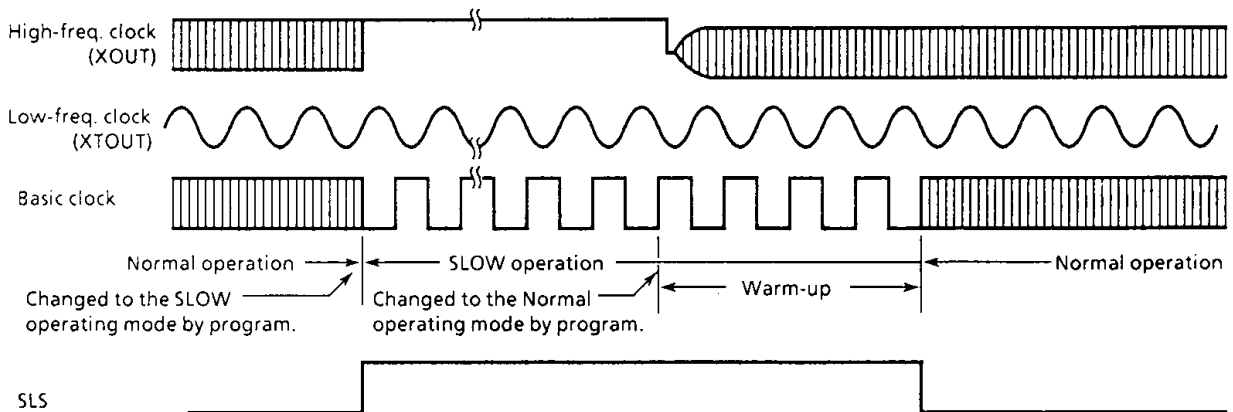 High-freq. clock
(XOUT)
Low-freq. clock
(XTOUT)
Basic clock
Normal operation
SLOW operation
Normal operation
Changed to the SLOW
operating mode by program.
Changed to the Normal
operating mode by program.
Warm-up
SLS